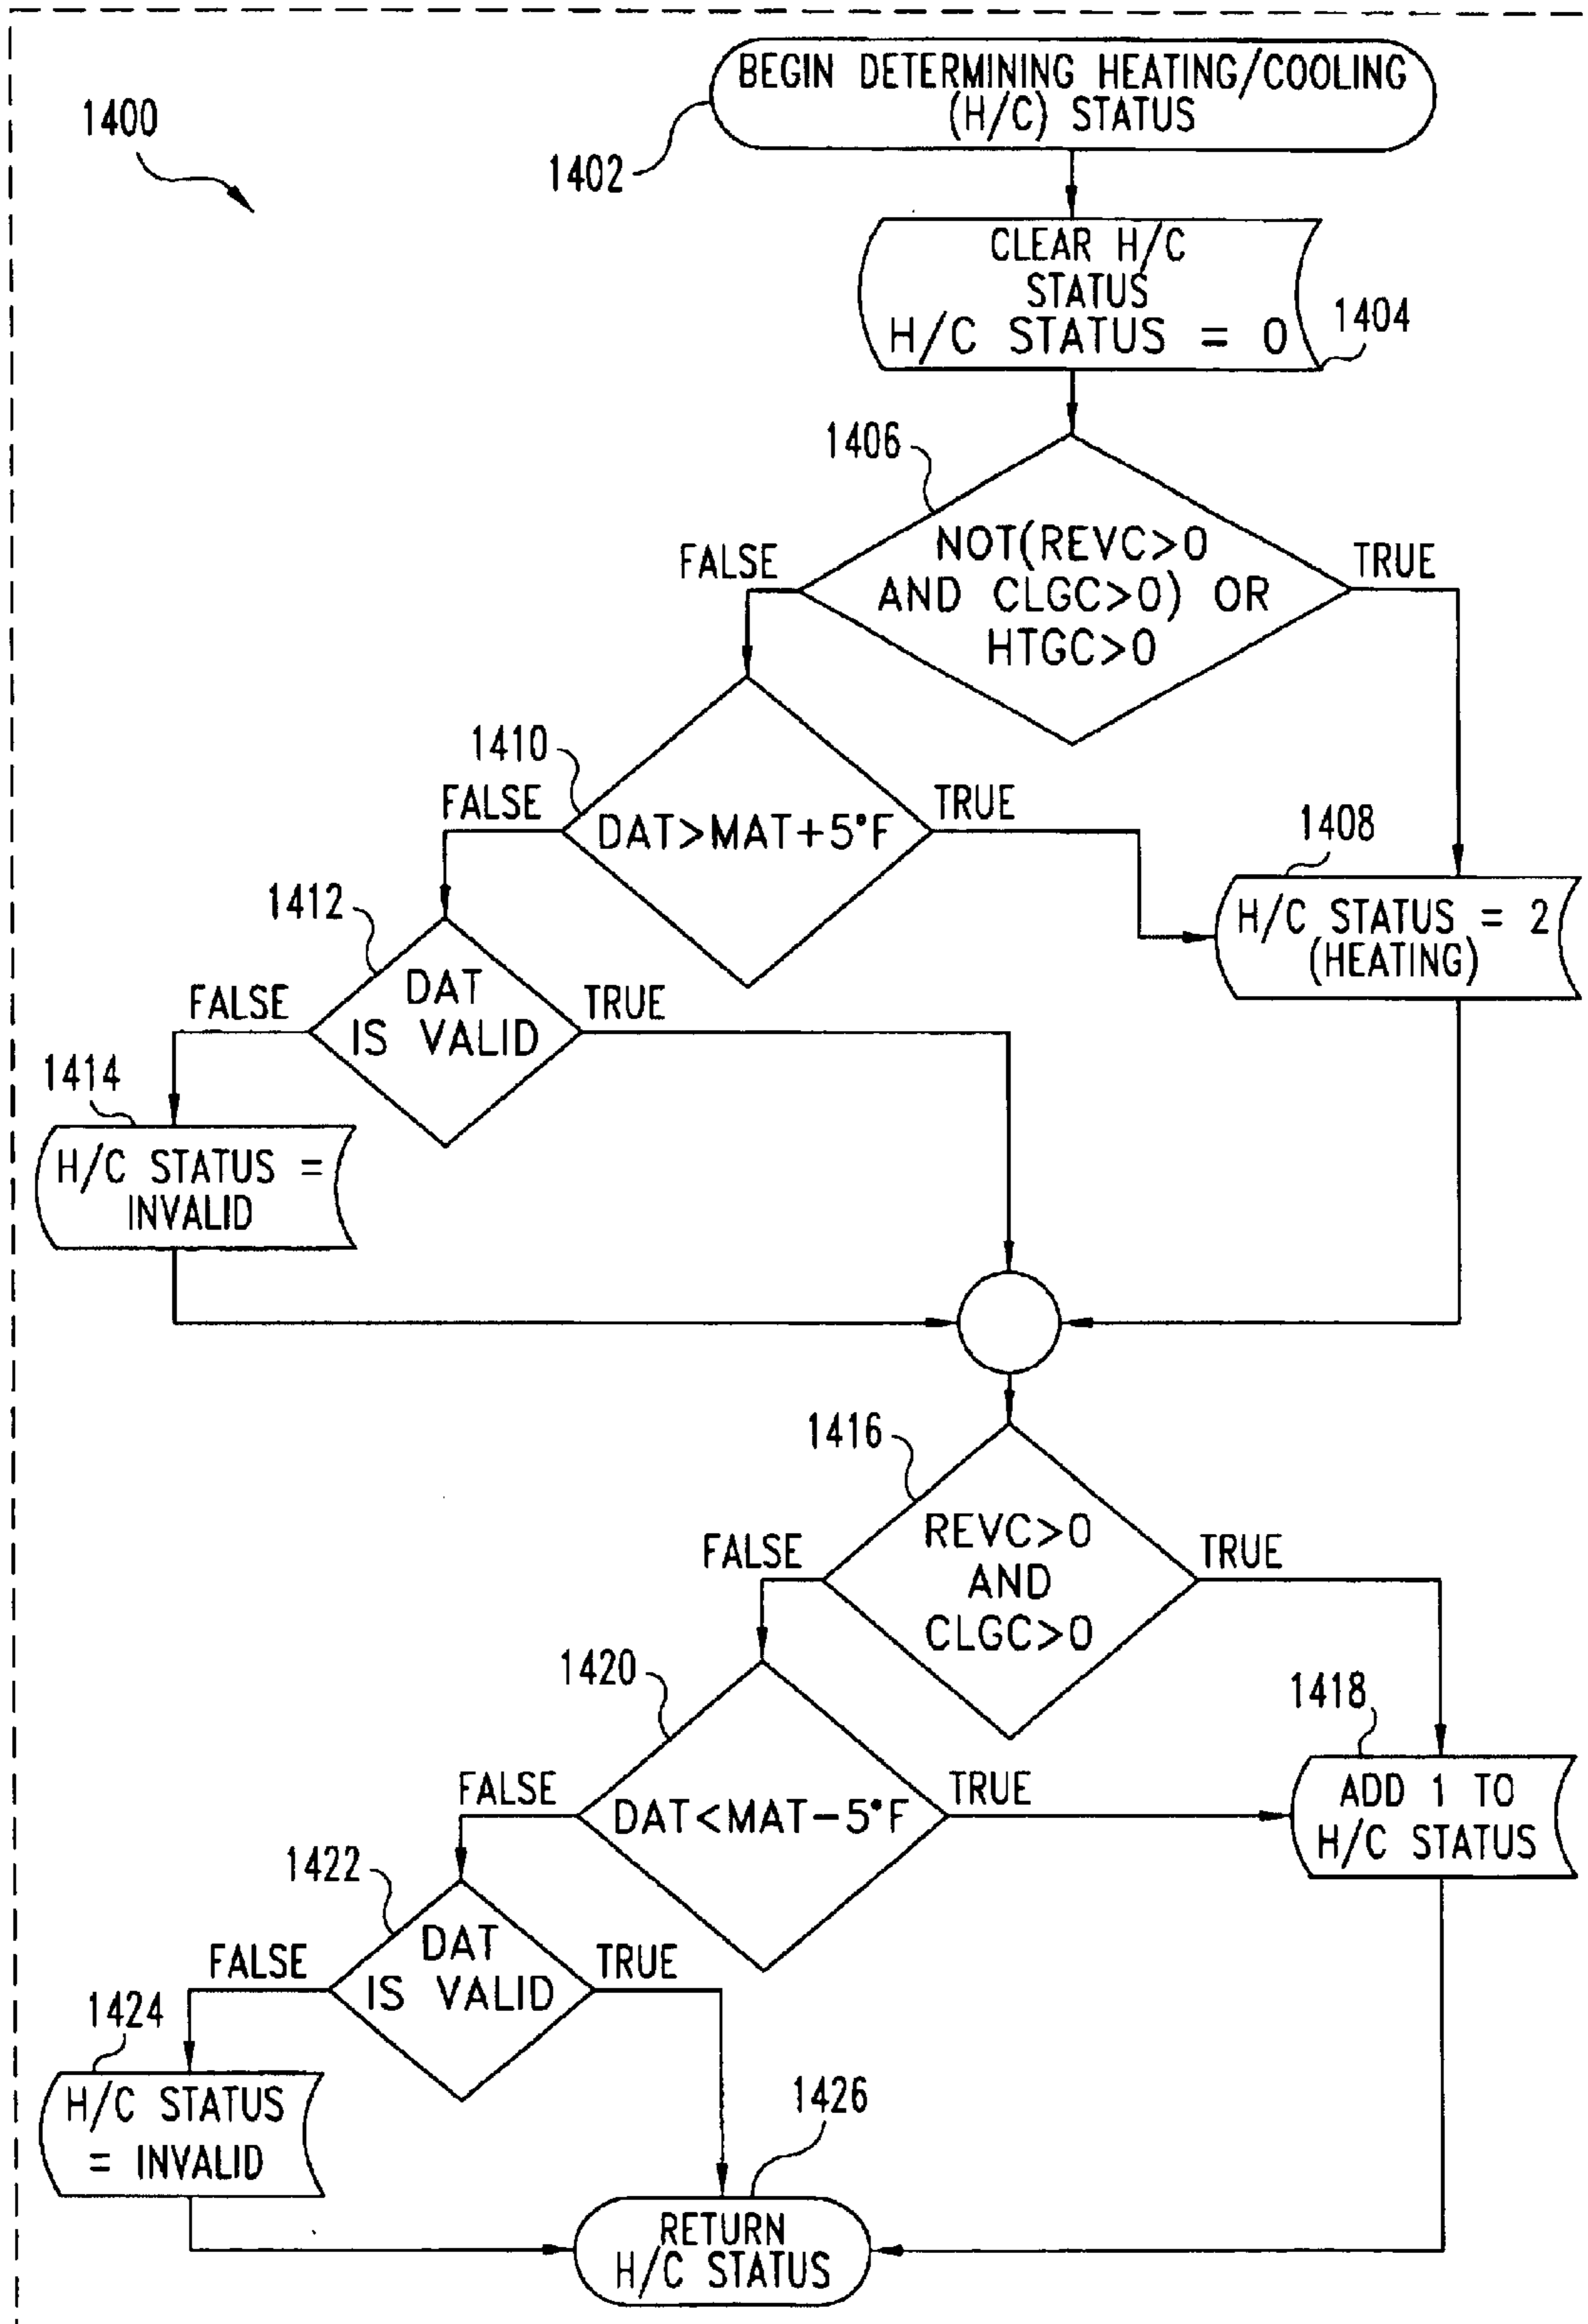 1400
BEGIN DETERMINING HEATING/COOLING
(H/C) STATUS
1402
CLEAR H/C
STATUS
H/C STATUS = 0
1404
1406
NOT(REVC>0
AND CLGC>0) OR
HTGC>0
FALSE
TRUE
1410
DAT>MAT+5°F
FALSE
TRUE
1408
H/C STATUS = 2
(HEATING)
1412
DAT
IS VALID
FALSE
TRUE
1414
H/C STATUS =
INVALID
1416
REVC>0
AND
CLGC>0
FALSE
TRUE
1420
DAT<MAT-5°F
FALSE
TRUE
1418
ADD 1 TO
H/C STATUS
1422
DAT
IS VALID
FALSE
TRUE
1424
H/C STATUS
= INVALID
1426
RETURN
H/C STATUS